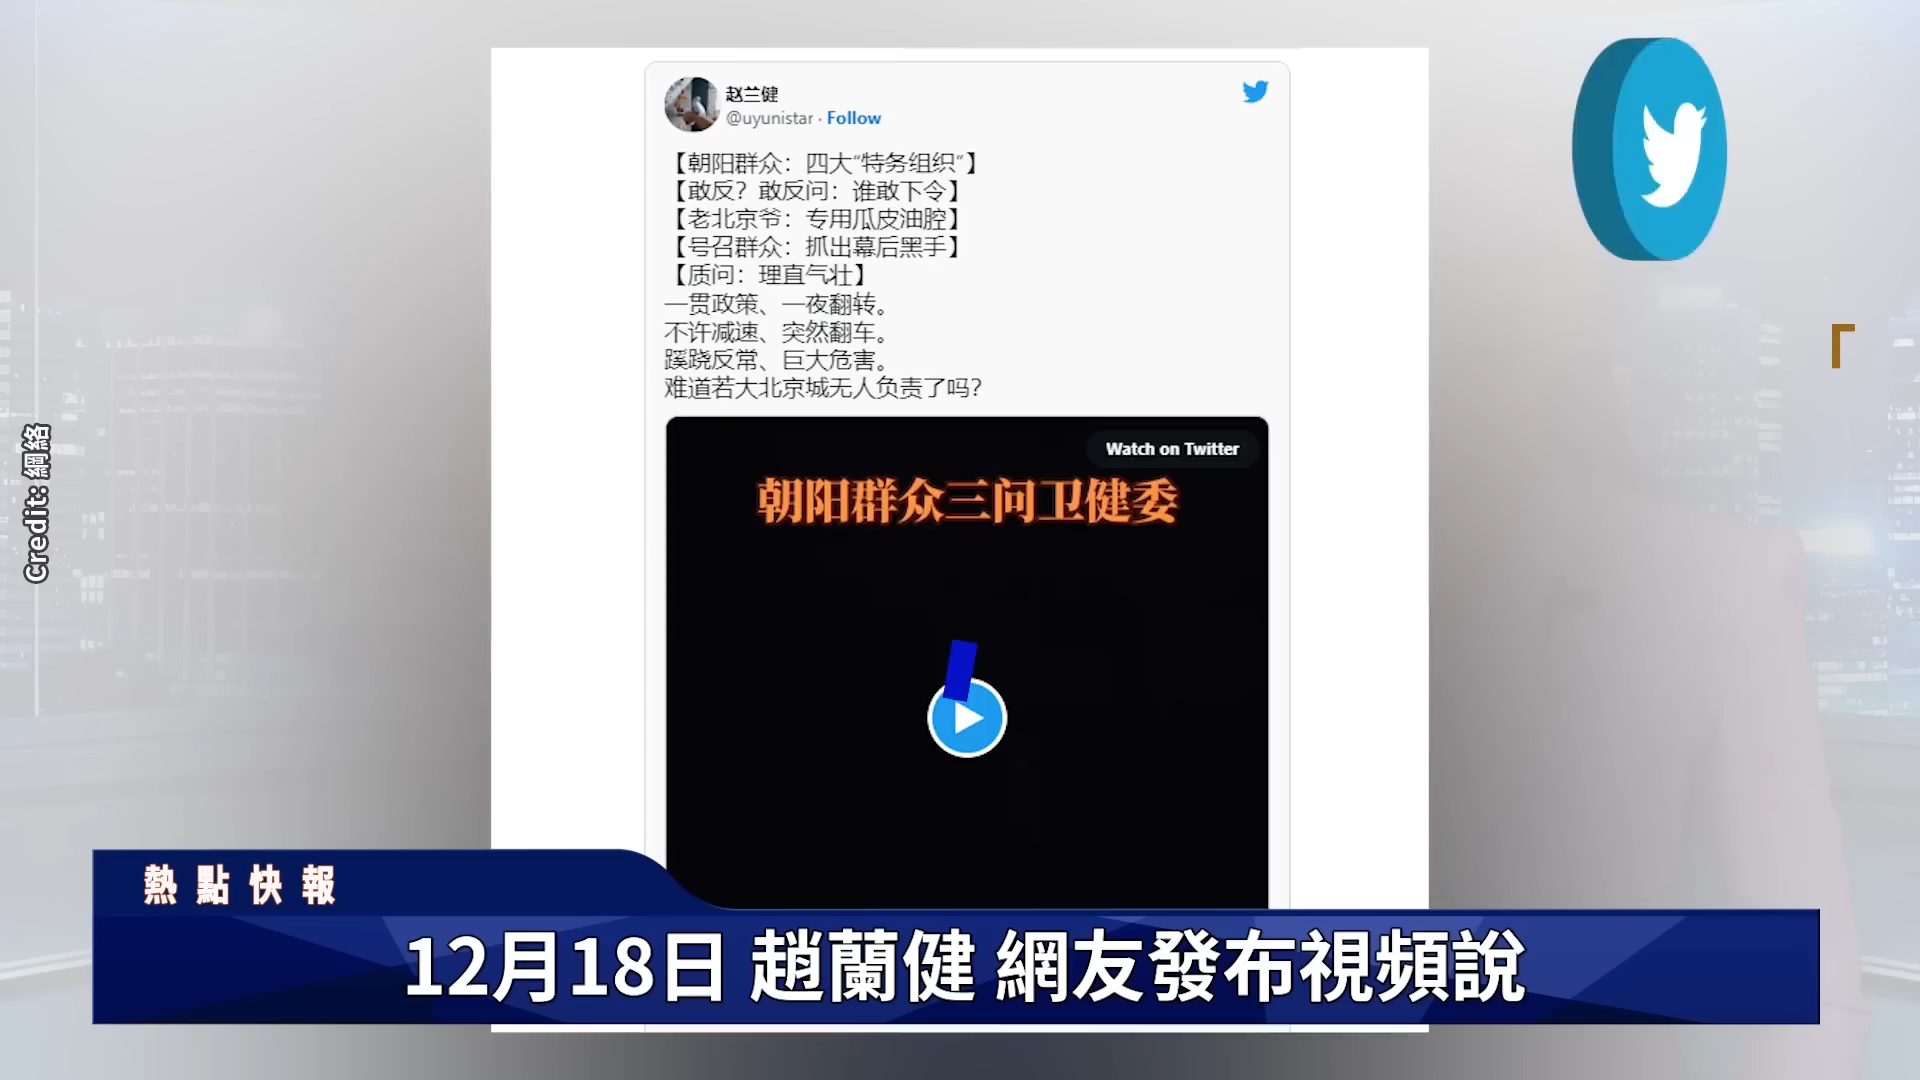 赵兰健
@uyunistar · Follow
【朝阳群众：四大“特务组织”】
【敢反？敢反问：谁敢下令】
【老北京爷：专用瓜皮油腔】
【号召群众：抓出幕后黑手】
【质问：理直气壮】
一贯政策、一夜翻转。
不许减速、突然翻车。
蹊跷反常、巨大危害。
难道若大北京城无人负责了吗？
Watch on Twitter
朝阳群众三问卫健委
Credit: 網絡
熱點快報
12月18日 趙蘭健 網友發布視頻說